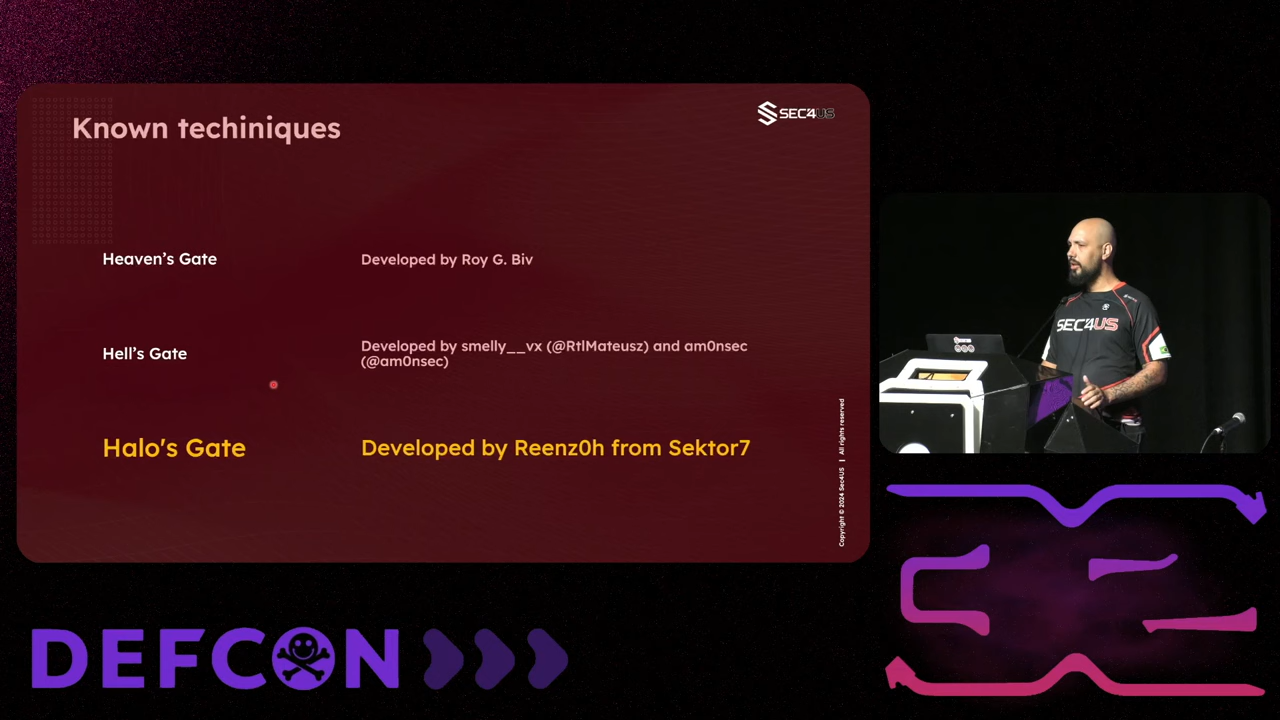 Known techiniques
SEC4US
Heaven's Gate
Developed by Roy G. Biv
Hell's Gate
Developed by smelly__vx (@RtlMateusz) and am0nsec
(@am0nsec)
Halo's Gate
Developed by Reenz0h from Sektor7
Copyright © 2024 Sec4US | All rights reserved
SEC4US
DEFCON